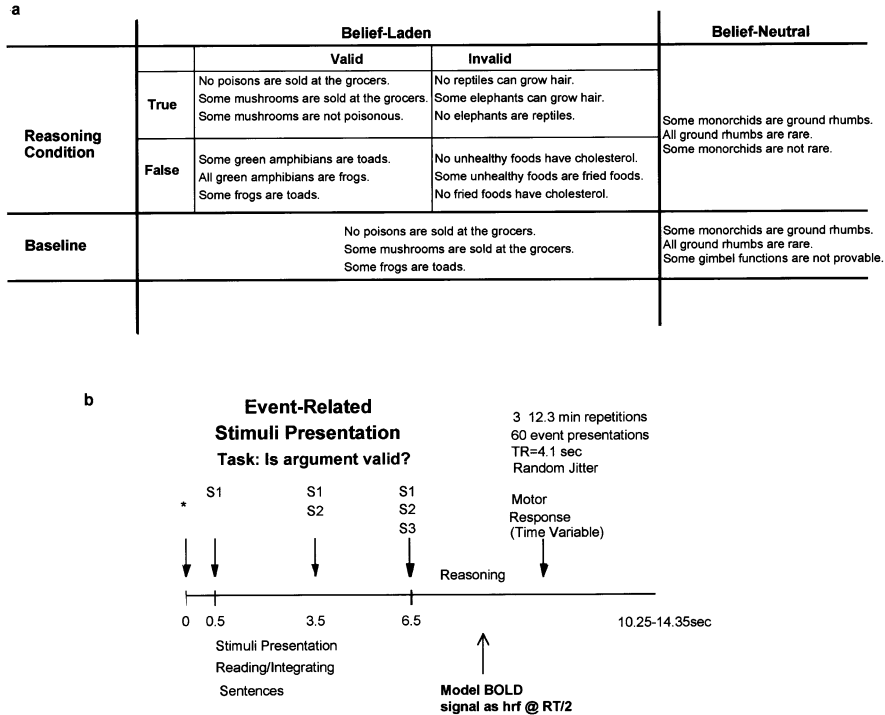 a
Belief-Laden
Belief-Neutral
Valid
Invalid
Reasoning
Condition
True
No poisons are sold at the grocers.
Some mushrooms are sold at the grocers.
Some mushrooms are not poisonous.
No reptiles can grow hair.
Some elephants can grow hair.
No elephants are reptiles.
Some monorchids are ground rhumbs.
All ground rhumbs are rare.
Some monorchids are not rare.
False
Some green amphibians are toads.
All green amphibians are frogs.
Some frogs are toads.
No unhealthy foods have cholesterol.
Some unhealthy foods are fried foods.
No fried foods have cholesterol.
Baseline
No poisons are sold at the grocers.
Some mushrooms are sold at the grocers.
Some frogs are toads.
Some monorchids are ground rhumbs.
All ground rhumbs are rare.
Some gimbel functions are not provable.
b
Event-Related
Stimuli Presentation
Task: Is argument valid?
3 12.3 min repetitions
60 event presentations
TR=4.1 sec
Random Jitter
*
S1
S1
S2
S1
S2
S3
Motor
Response
(Time Variable)
Reasoning
0 0.5 3.5 6.5 10.25-14.35sec
Stimuli Presentation
Reading/Integrating
Sentences
Model BOLD
signal as hrf @ RT/2